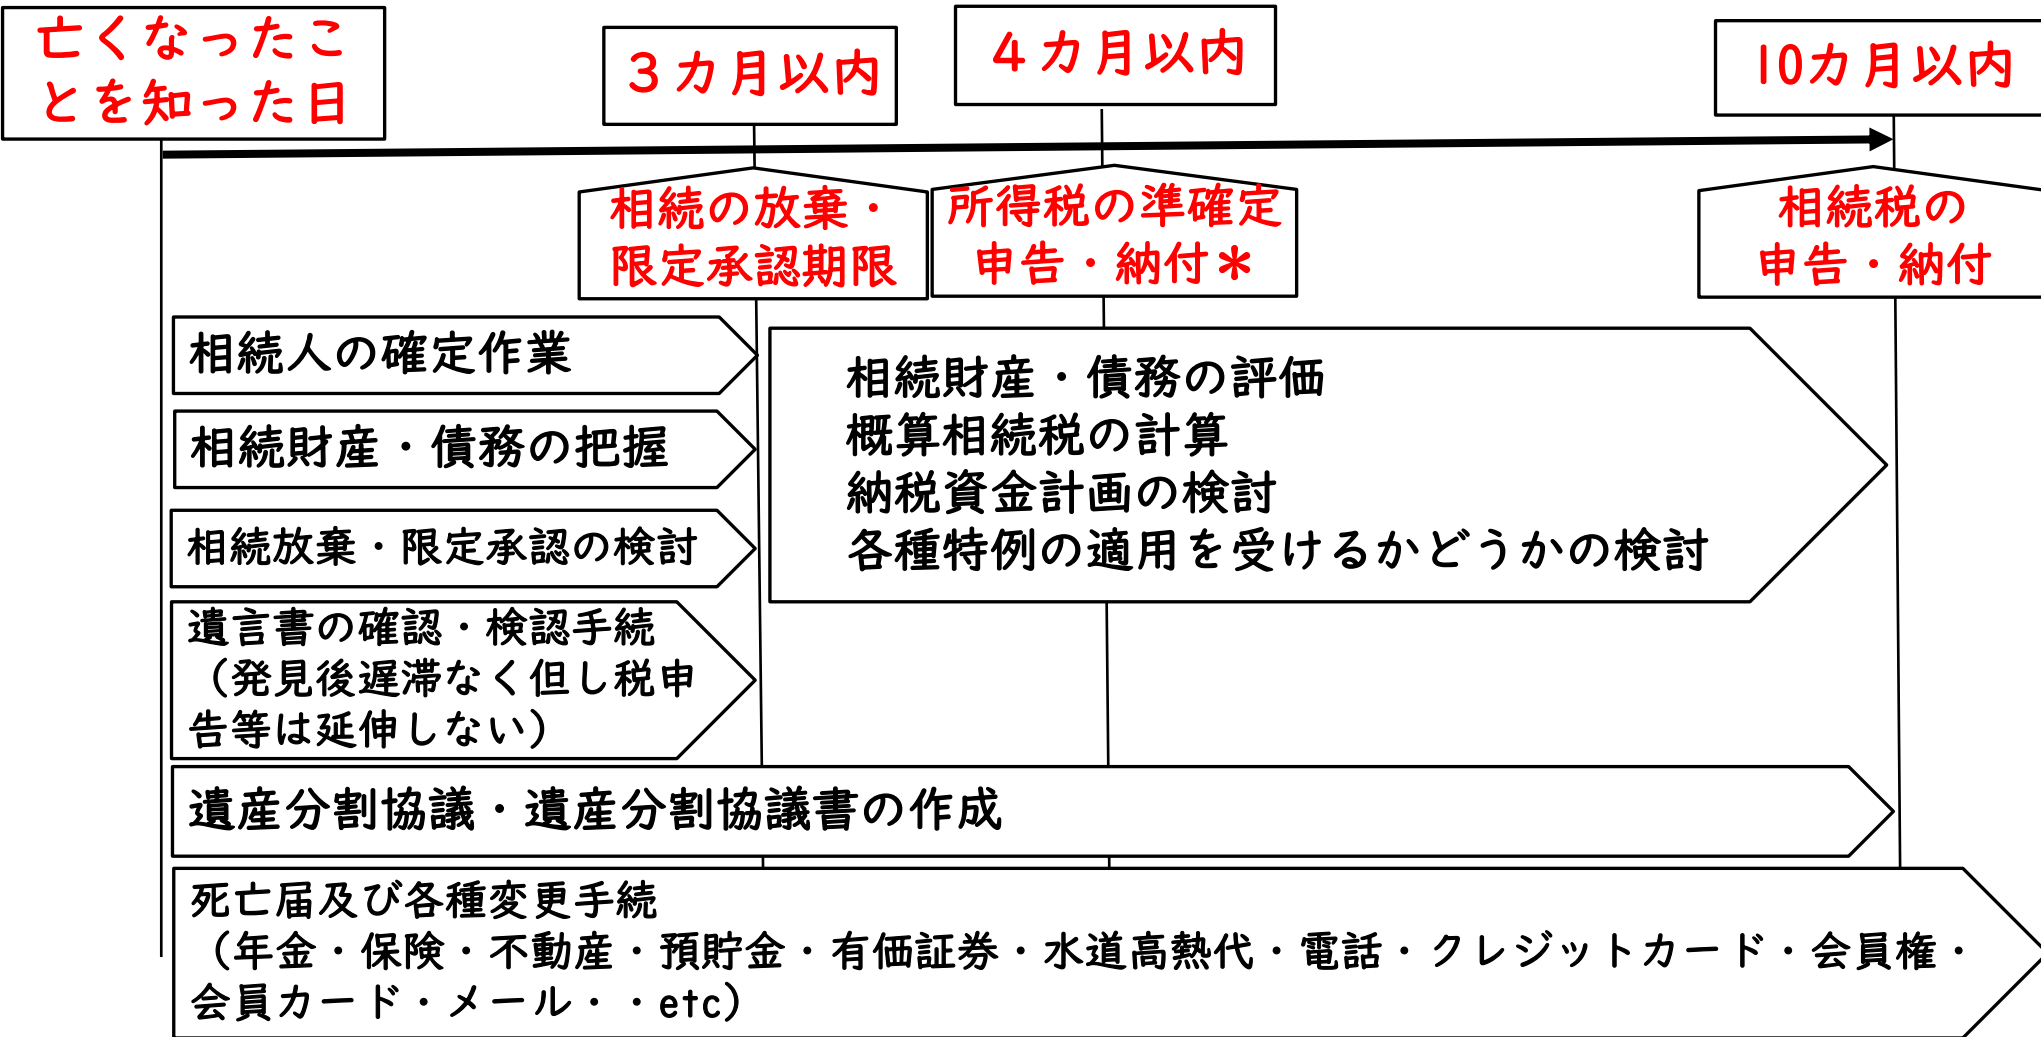 亡くなったこ
とを知った日
３カ月以内
４カ月以内
10カ月以内
相続の放棄・
限定承認期限
所得税の準確定
申告・納付＊
相続税の
申告・納付
相続人の確定作業
相続財産・債務の把握
相続放棄・限定承認の検討
遺言書の確認・検認手続
（発見後遅滞なく但し税申
告等は延伸しない）
相続財産・債務の評価
概算相続税の計算
納税資金計画の検討
各種特例の適用を受けるかどうかの検討
遺産分割協議・遺産分割協議書の作成
死亡届及び各種変更手続
（年金・保険・不動産・預貯金・有価証券・水道高熱代・電話・クレジットカード・会員権・
会員カード・メール・・etc）